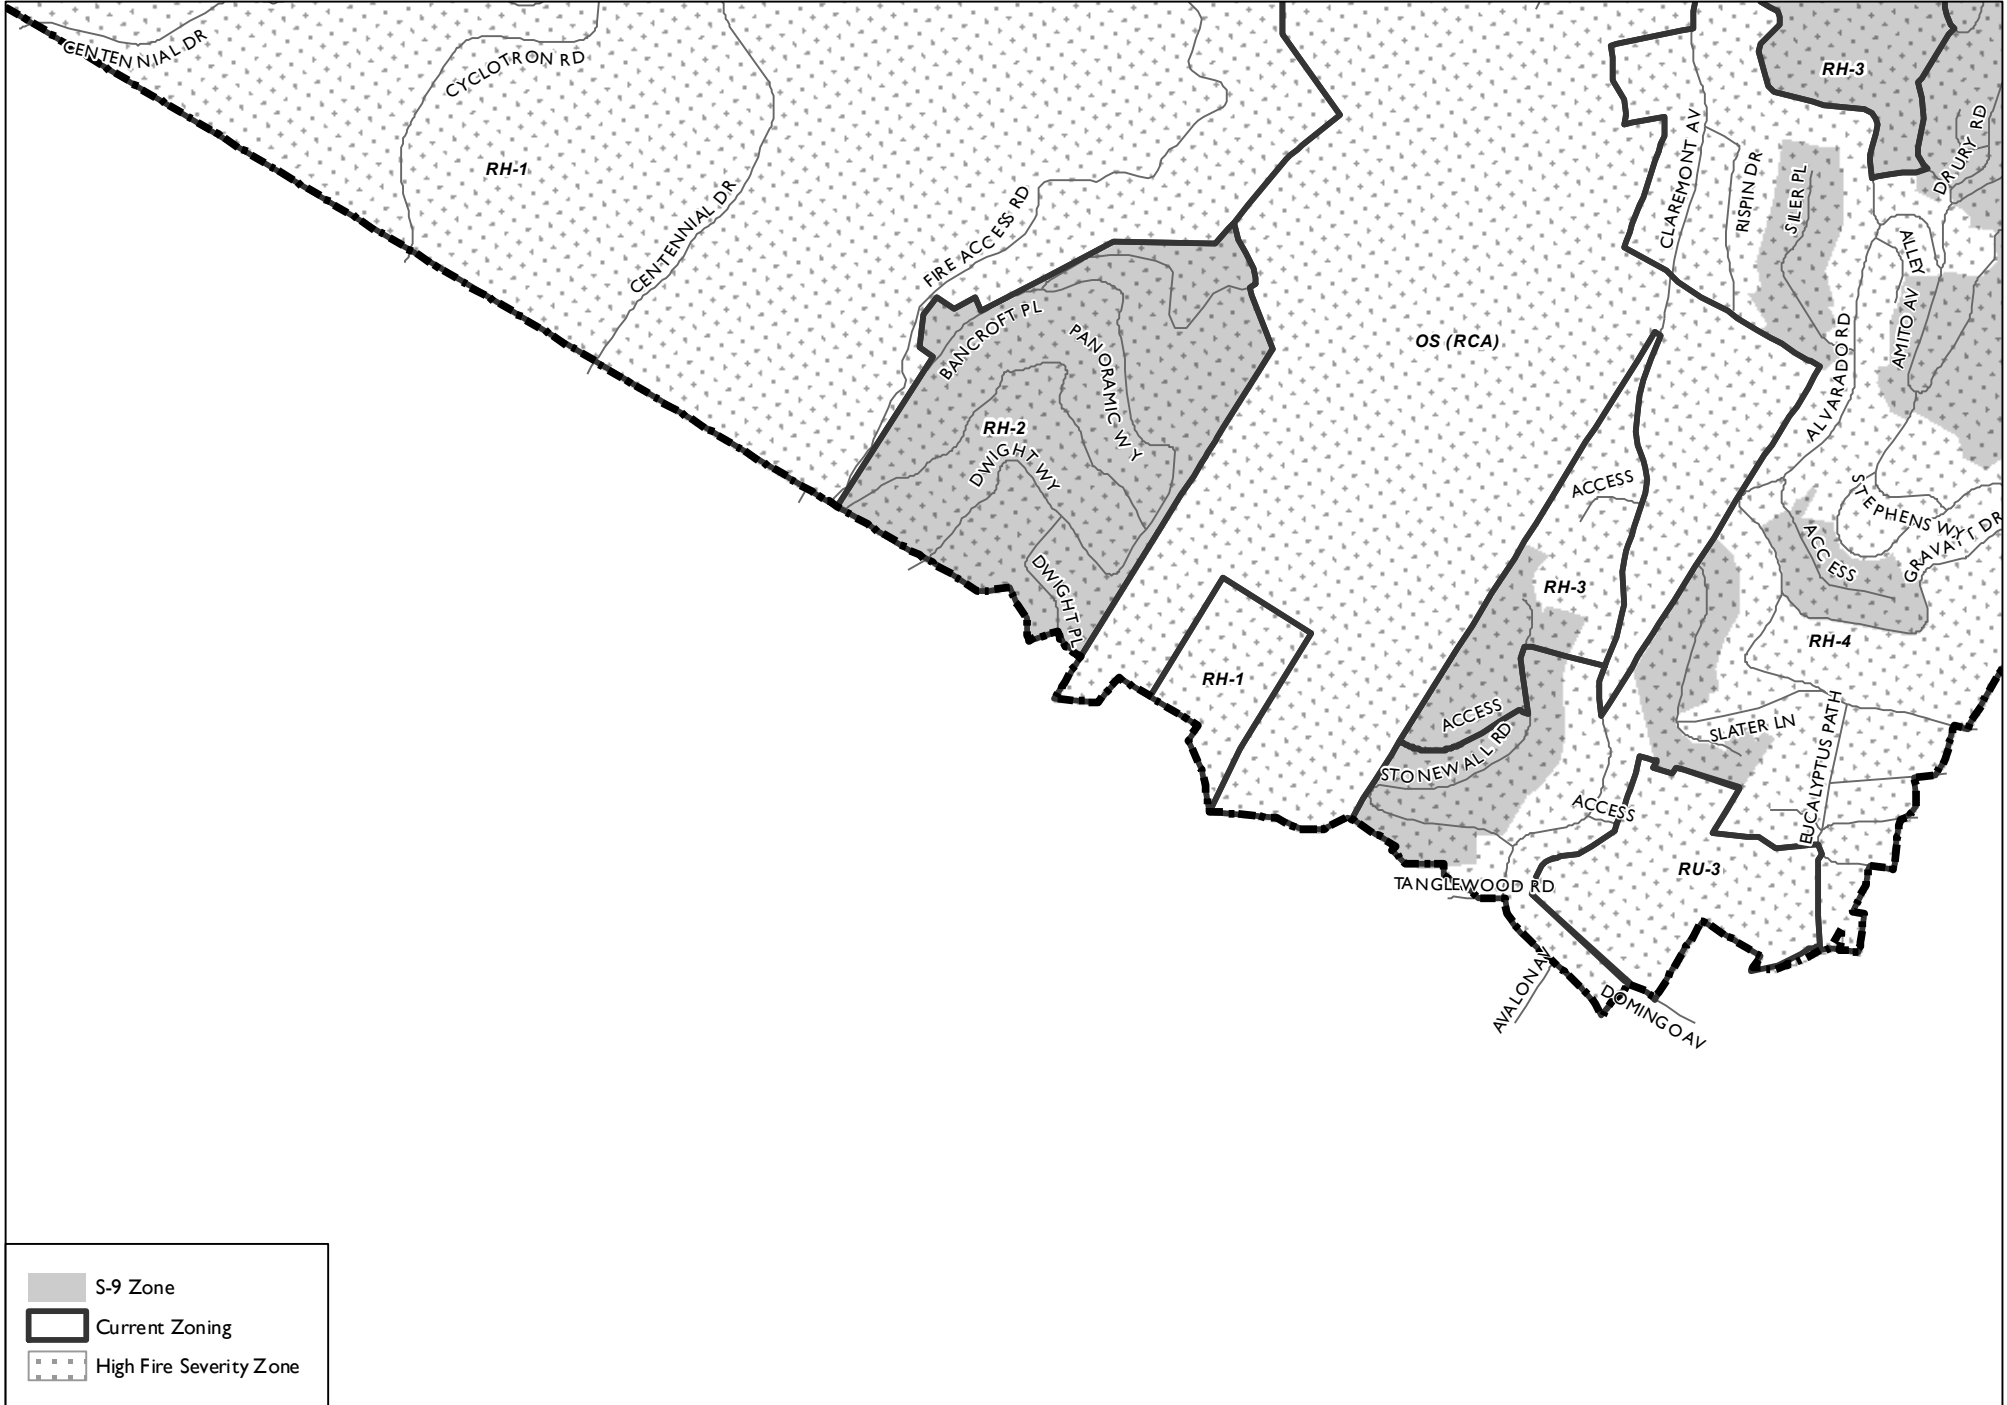 CENTENNIAL DR
CYCLOTRON RD
RH-1
CENTENNIAL DR
FIRE ACCESS RD
BANCROFT PL
PANORAMIC WY
RH-2
DWIGHT WY
DWIGHT PL
RH-1
OS (RCA)
CLAREMONT AV
RISPIN DR
SILER PL
RH-3
DRURY RD
ALLEY
AMITO AV
ALVARADO RD
STEPHENS WY
GRAVATT DR
ACCESS
ACCESS
RH-3
RH-4
ACCESS
STONEWALL RD
SLATER LN
EUCALYPTUS PATH
ACCESS
RU-3
TANGLEWOOD RD
AVALON AV
DOMINGO AV
S-9 Zone
Current Zoning
High Fire Severity Zone